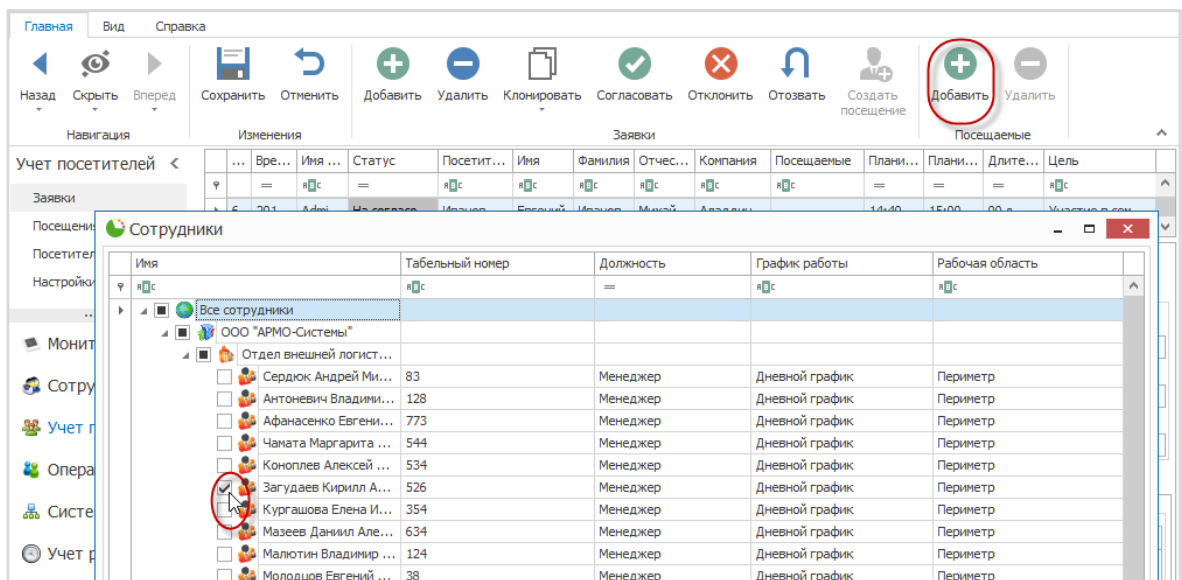 Главная Вид Справка
Назад Скрыть Вперед Сохранить Отменить Добавить Удалить Клонировать Согласовать Отклонить Отозвать Создать посещение Добавить Удалить
Навигация Изменения Заявки Посещаемые
Учет посетителей
... Вре... Имя ... Статус Посетит... Имя Фамилия Отчес... Компания Посещаемые Плани... Плани... Длите... Цель
Заявки
Посещени
Посетител
Настройки
Монит
Сотру
Учет п
Опера
Систе
Учет р
Сотрудники
Имя Табельный номер Должность График работы Рабочая область
Все сотрудники
ООО "АРМО-Системы"
Отдел внешней логист...
Сердюк Андрей Ми... 83 Менеджер Дневной график Периметр
Антоневич Владими... 128 Менеджер Дневной график Периметр
Афанасенко Евгени... 773 Менеджер Дневной график Периметр
Чамата Маргарита ... 544 Менеджер Дневной график Периметр
Коноплев Алексей ... 534 Менеджер Дневной график Периметр
Загудаев Кирилл А... 526 Менеджер Дневной график Периметр
Кургашова Елена И... 354 Менеджер Дневной график Периметр
Мазеев Даниил Але... 634 Менеджер Дневной график Периметр
Малютин Владимир ... 124 Менеджер Дневной график Периметр
Молодцов Евгений ... 38 Менеджер Дневной график Периметр